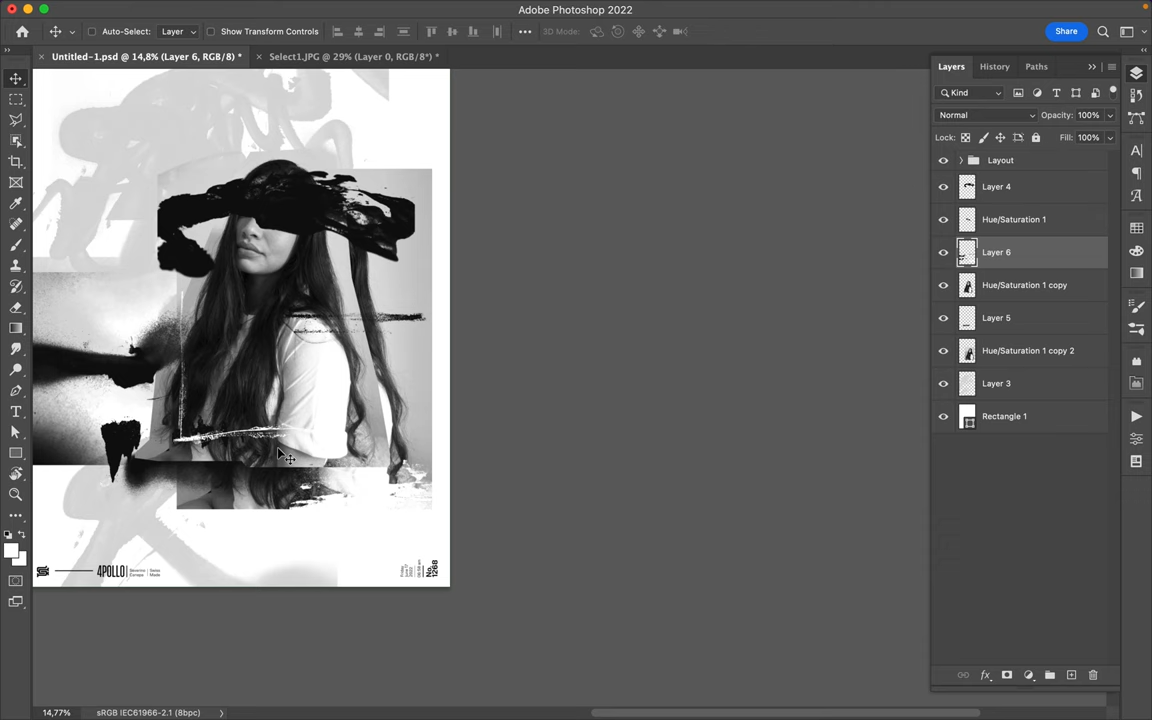 Adobe Photoshop 2022
Auto-Select: Layer Show Transform Controls 3D Mode: Share
Untitled-1.psd @ 14,8% (Layer 6, RGB/8) * Select1.JPG @ 29% (Layer 0, RGB/8*) *
Layers History Paths
Kind
Normal Opacity: 100%
Lock: Fill: 100%
Layout
Layer 4
Hue/Saturation 1
Layer 6
Hue/Saturation 1 copy
Layer 5
Hue/Saturation 1 copy 2
Layer 3
Rectangle 1
4POLLO
No.
1268
14,77% sRGB IEC61966-2.1 (8bpc)